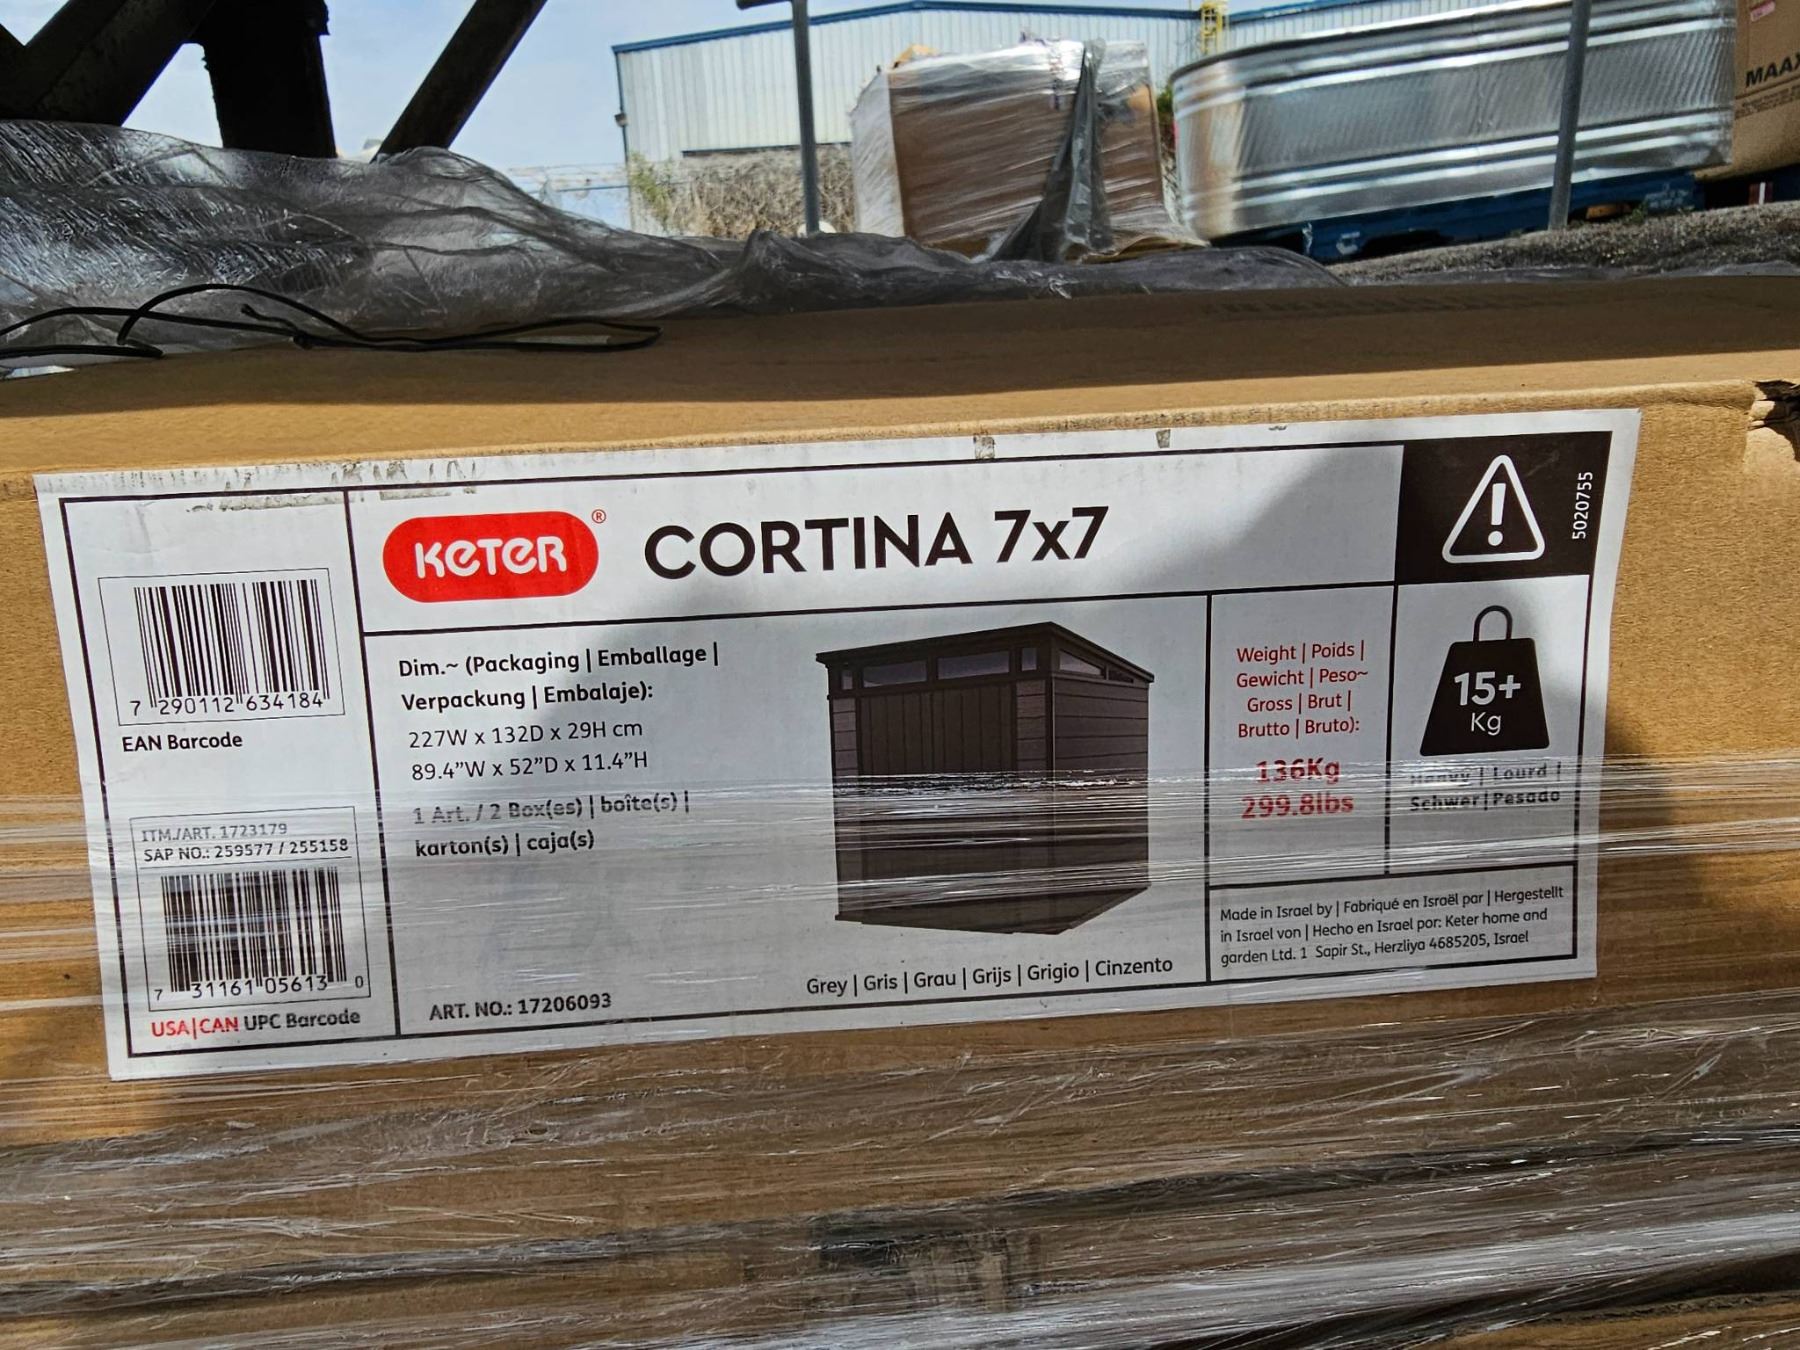 MAAX
KETER®
CORTINA 7x7
5020755
7 290112 634184
EAN Barcode
ITM./ART. 1723179
SAP NO.: 259577 / 255158
7 31161 05613 0
USA|CAN UPC Barcode
Dim.~ (Packaging | Emballage |
Verpackung | Embalaje):
227W x 132D x 29H cm
89.4”W x 52”D x 11.4”H
1 Art. / 2 Box(es) | boîte(s) |
karton(s) | caja(s)
ART. NO.: 17206093
Grey | Gris | Grau | Grijs | Grigio | Cinzento
Weight | Poids |
Gewicht | Peso~
Gross | Brut |
Brutto | Bruto):
136Kg
299.8lbs
15+
Kg
Heavy | Lourd |
Schwer | Pesado
Made in Israel by | Fabriqué en Israël par | Hergestellt
in Israel von | Hecho en Israel por: Keter home and
garden Ltd. 1 Sapir St., Herzliya 4685205, Israel